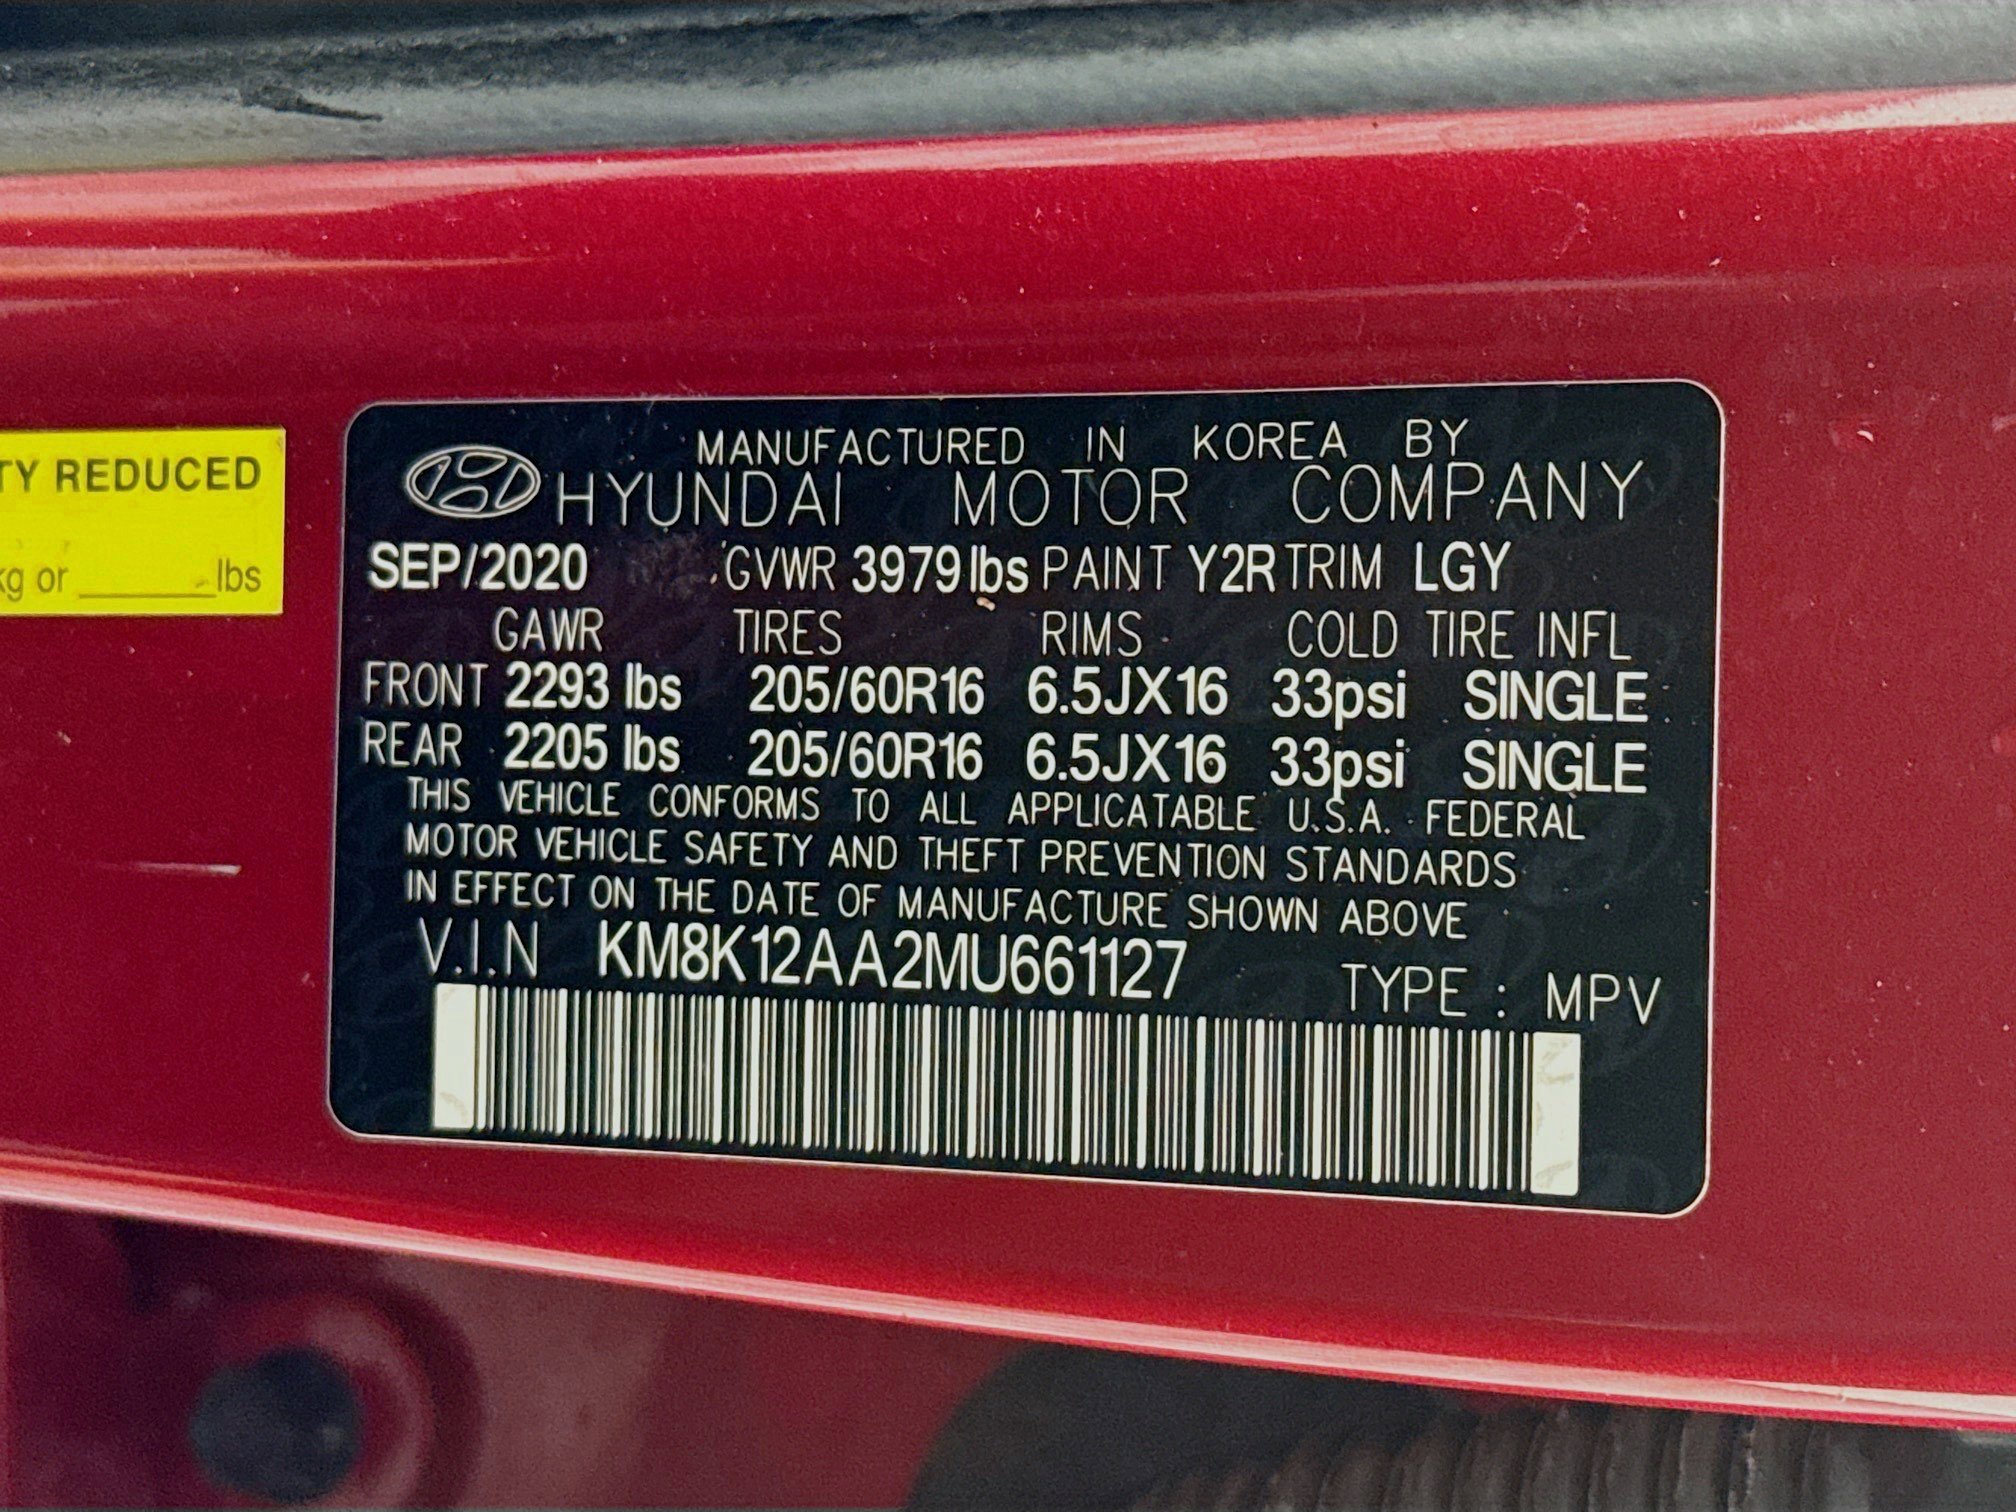 TY REDUCED
kg or ______ lbs
MANUFACTURED IN KOREA BY
HYUNDAI MOTOR COMPANY
SEP/2020 GVWR 3979 lbs PAINT Y2R TRIM LGY
GAWR TIRES RIMS COLD TIRE INFL
FRONT 2293 lbs 205/60R16 6.5JX16 33psi SINGLE
REAR 2205 lbs 205/60R16 6.5JX16 33psi SINGLE
THIS VEHICLE CONFORMS TO ALL APPLICATABLE U.S.A. FEDERAL
MOTOR VEHICLE SAFETY AND THEFT PREVENTION STANDARDS
IN EFFECT ON THE DATE OF MANUFACTURE SHOWN ABOVE
V.I.N KM8K12AA2MU661127 TYPE : MPV